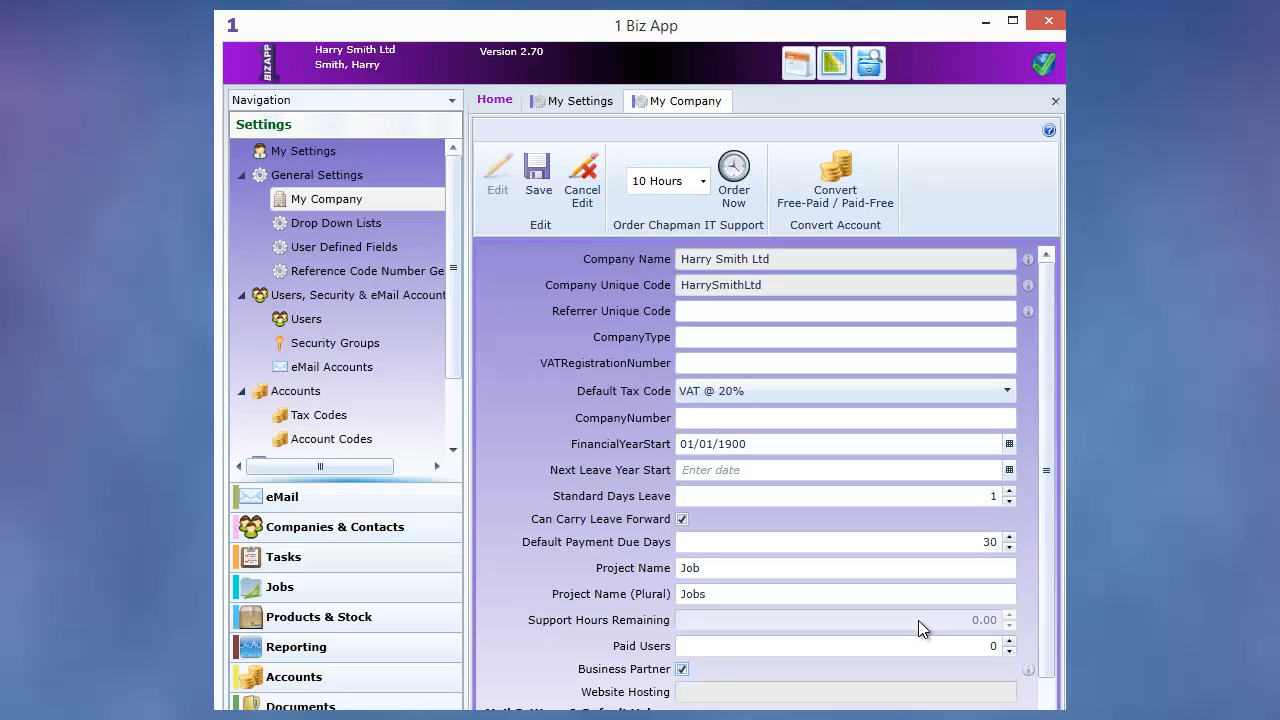 1
1 Biz App
BIZAPP
Harry Smith Ltd
Smith, Harry
Version 2.70
Navigation
Home
My Settings
My Company
Settings
My Settings
General Settings
My Company
Drop Down Lists
User Defined Fields
Reference Code Number Ge
Users, Security & eMail Account
Users
Security Groups
eMail Accounts
Accounts
Tax Codes
Account Codes
eMail
Companies & Contacts
Tasks
Jobs
Products & Stock
Reporting
Accounts
Documents
Edit
Save
Cancel
Edit
Edit
10 Hours
Order
Now
Order Chapman IT Support
Convert
Free-Paid / Paid-Free
Convert Account
Company Name Harry Smith Ltd
Company Unique Code HarrySmithLtd
Referrer Unique Code
CompanyType
VATRegistrationNumber
Default Tax Code VAT @ 20%
CompanyNumber
FinancialYearStart 01/01/1900
Next Leave Year Start Enter date
Standard Days Leave 1
Can Carry Leave Forward
Default Payment Due Days 30
Project Name Job
Project Name (Plural) Jobs
Support Hours Remaining 0.00
Paid Users 0
Business Partner
Website Hosting